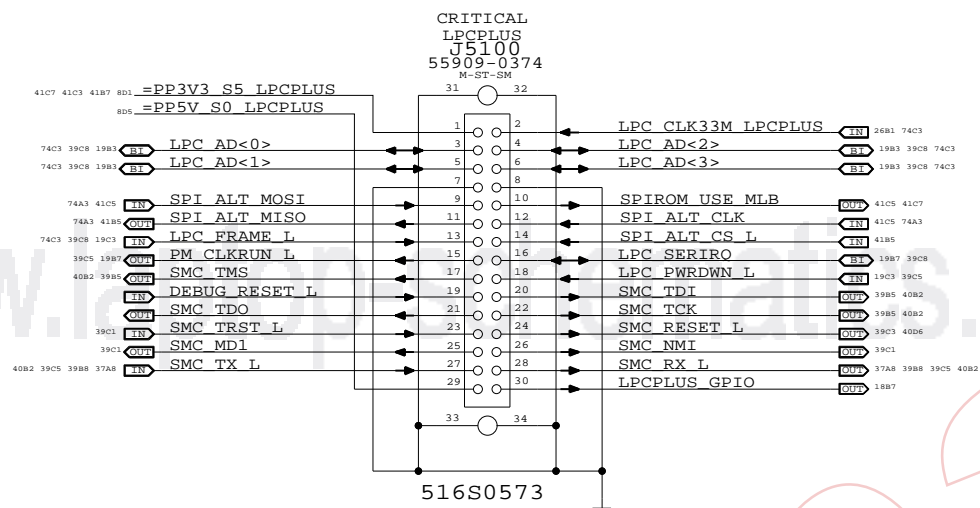 CRITICAL
LPCPLUS
J5100
55909-0374
M-ST-SM
31 32
41C7 41C3 41B7 8D1 =PP3V3_S5_LPCPLUS
8D5 =PP5V_S0_LPCPLUS
1 2 LPC_CLK33M_LPCPLUS IN 26B1 74C3
74C3 39C8 19B3 BI LPC_AD<0> 3 4 LPC_AD<2> BI 19B3 39C8 74C3
74C3 39C8 19B3 BI LPC_AD<1> 5 6 LPC_AD<3> BI 19B3 39C8 74C3
7 8
74A3 41C5 IN SPI_ALT_MOSI 9 10 SPIROM_USE_MLB OUT 41C5 41C7
74A3 41B5 OUT SPI_ALT_MISO 11 12 SPI_ALT_CLK IN 41C5 74A3
74C3 39C8 19C3 IN LPC_FRAME_L 13 14 SPI_ALT_CS_L IN 41B5
39C5 19B7 OUT PM_CLKRUN_L 15 16 LPC_SERIRQ BI 19B7 39C8
40B2 39B5 OUT SMC_TMS 17 18 LPC_PWRDWN_L IN 19C3 39C5
IN DEBUG_RESET_L 19 20 SMC_TDI OUT 39B5 40B2
OUT SMC_TDO 21 22 SMC_TCK OUT 39B5 40B2
39C1 IN SMC_TRST_L 23 24 SMC_RESET_L OUT 39C3 40D6
39C1 OUT SMC_MD1 25 26 SMC_NMI OUT 39C1
40B2 39C5 39B8 37A8 IN SMC_TX_L 27 28 SMC_RX_L OUT 37A8 39B8 39C5 40B2
29 30 LPCPLUS_GPIO OUT 18B7
33 34
516S0573
w.laptop-schematics.